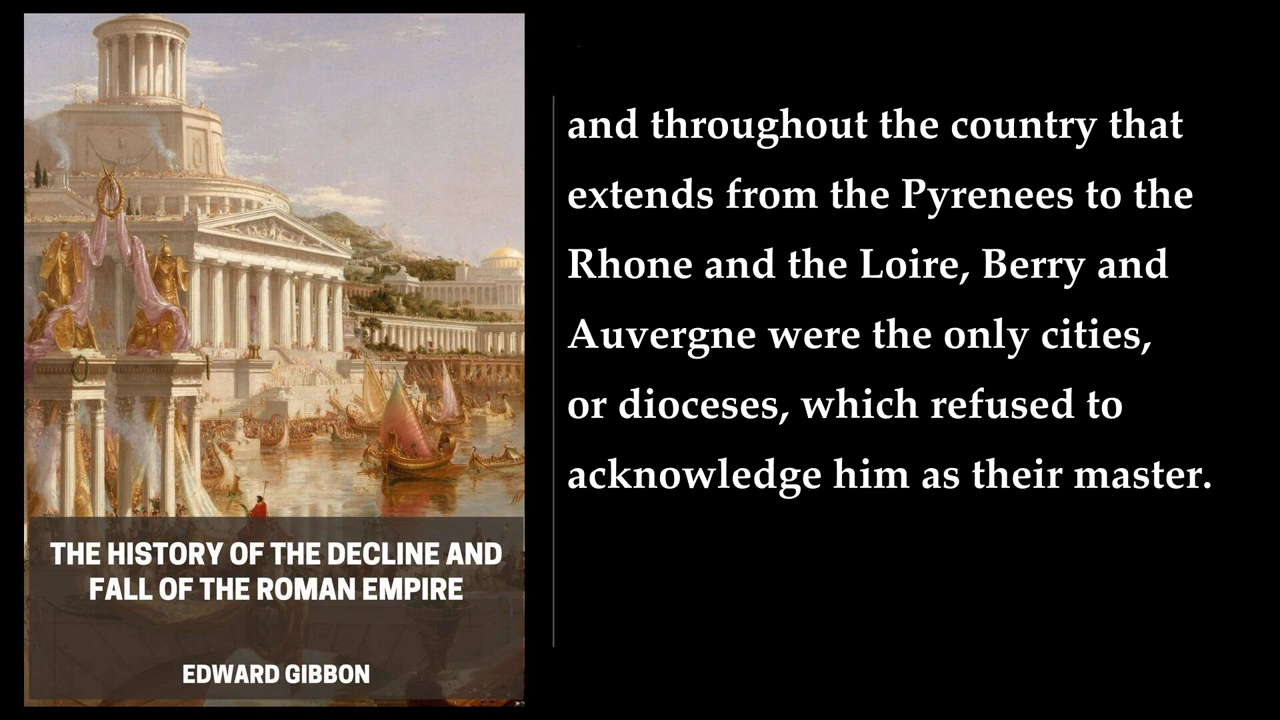 and throughout the country that
extends from the Pyrenees to the
Rhone and the Loire, Berry and
Auvergne were the only cities,
or dioceses, which refused to
acknowledge him as their master.
THE HISTORY OF THE DECLINE AND
FALL OF THE ROMAN EMPIRE
EDWARD GIBBON